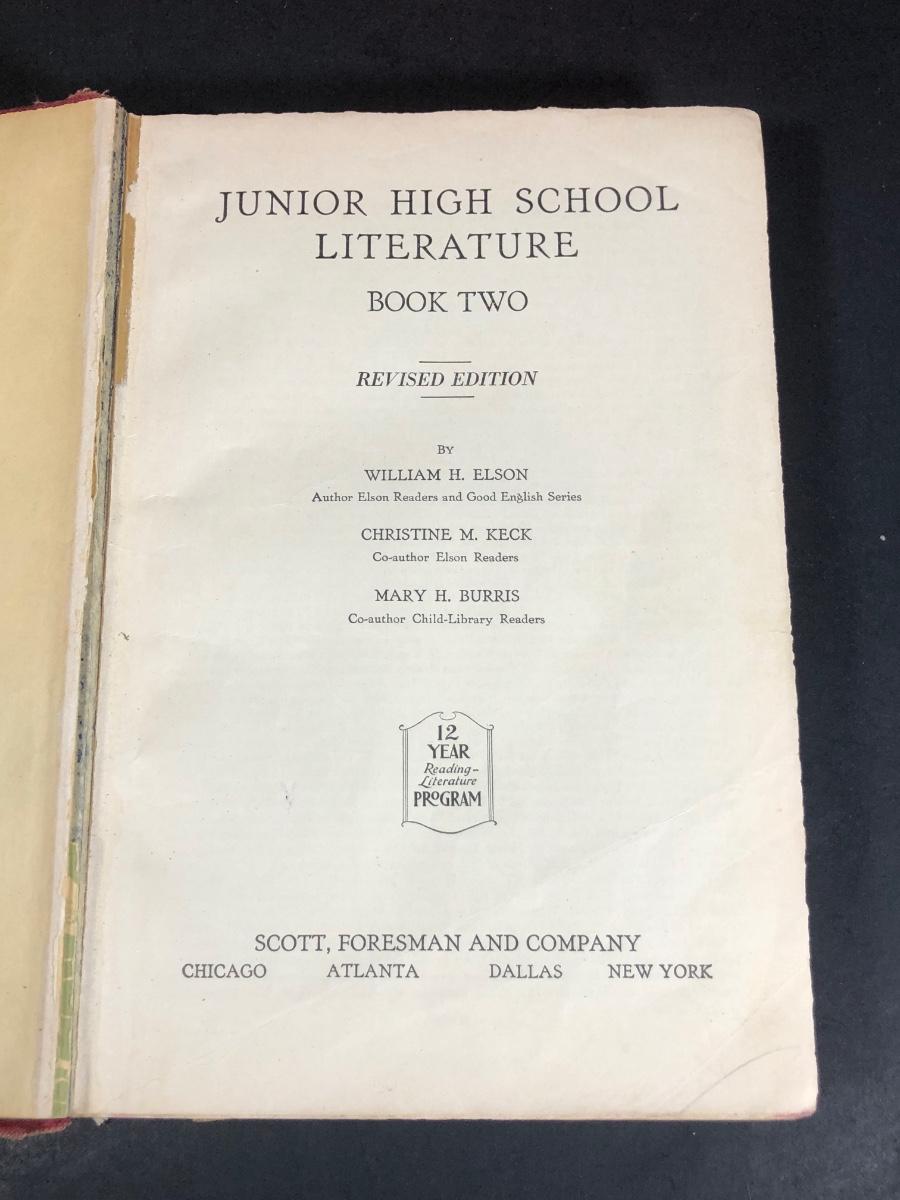 JUNIOR HIGH SCHOOL
LITERATURE
BOOK TWO
REVISED EDITION
BY
WILLIAM H. ELSON
Author Elson Readers and Good English Series
CHRISTINE M. KECK
Co-author Elson Readers
MARY H. BURRIS
Co-author Child-Library Readers
12
YEAR
Reading-
Literature
PROGRAM
SCOTT, FORESMAN AND COMPANY
CHICAGO ATLANTA DALLAS NEW YORK